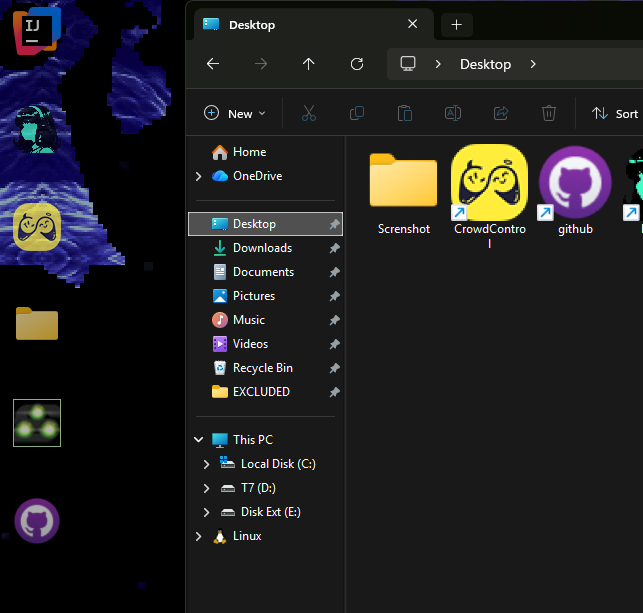 IJ
Desktop
Desktop
New
Sort
Home
OneDrive
Desktop
Downloads
Documents
Pictures
Music
Videos
Recycle Bin
EXCLUDED
This PC
Local Disk (C:)
T7 (D:)
Disk Ext (E:)
Linux
Screnshot
CrowdContro
l
github